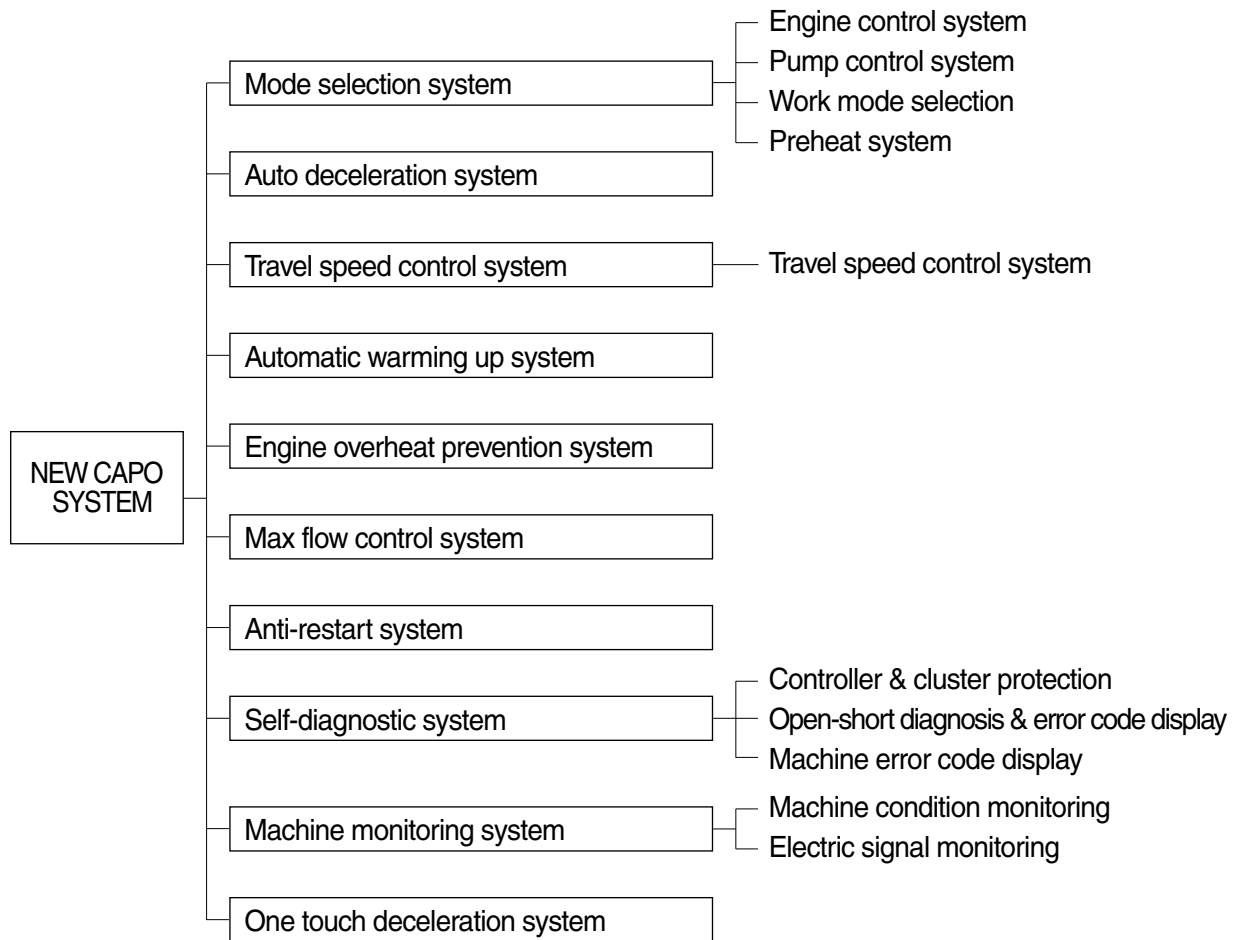 NEW CAPO
SYSTEM
Mode selection system
Engine control system
Pump control system
Work mode selection
Preheat system
Auto deceleration system
Travel speed control system
Travel speed control system
Automatic warming up system
Engine overheat prevention system
Max flow control system
Anti-restart system
Self-diagnostic system
Controller & cluster protection
Open-short diagnosis & error code display
Machine error code display
Machine monitoring system
Machine condition monitoring
Electric signal monitoring
One touch deceleration system